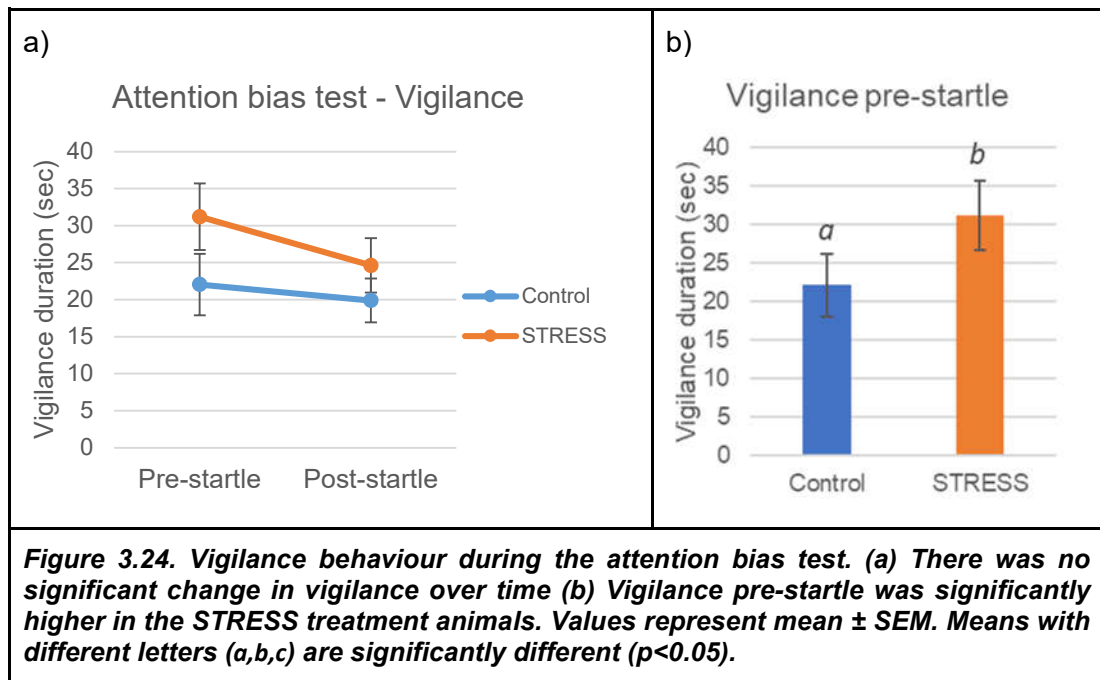 a)
Attention bias test - Vigilance
Vigilance duration (sec)
40
35
30
25
20
15
10
5
0
Pre-startle Post-startle
Control
STRESS
b)
Vigilance pre-startle
Vigilance duration (sec)
40
35
30
25
20
15
10
5
0
a
b
Control STRESS
Figure 3.24. Vigilance behaviour during the attention bias test. (a) There was no
significant change in vigilance over time (b) Vigilance pre-startle was significantly
higher in the STRESS treatment animals. Values represent mean ± SEM. Means with
different letters (a,b,c) are significantly different (p<0.05).